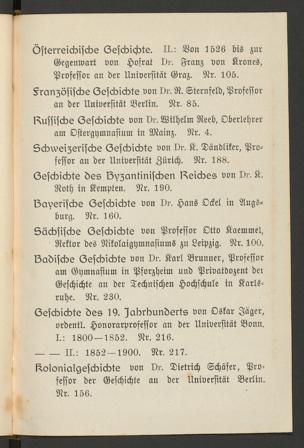 Österreichische Geschichte. II.: Von 1526 bis zur
Gegenwart von Hofrat Dr. Franz von Krones,
Professor an der Universität Graz. Nr. 105.
Französische Geschichte von Dr. R. Sternfeld, Professor
an der Universität Berlin. Nr. 85.
Russische Geschichte von Dr. Wilhelm Reeb, Oberlehrer
am Ostergymnasium in Mainz. Nr. 4.
Schweizerische Geschichte von Dr. K. Dändliker, Pro-
fessor an der Universität Zürich. Nr. 188.
Geschichte des Byzantinischen Reiches von Dr. K.
Roth in Kempten. Nr. 190.
Bayerische Geschichte von Dr. Hans Ockel in Augs-
burg. Nr. 160.
Sächsische Geschichte von Professor Otto Kaemmel,
Rektor des Nikolaigymnasiums zu Leipzig. Nr. 100.
Badische Geschichte von Dr. Karl Brunner, Professor
am Gymnasium in Pforzheim und Privatdozent der
Geschichte an der Technischen Hochschule in Karls-
ruhe. Nr. 230.
Geschichte des 19. Jahrhunderts von Oskar Jäger,
ordentl. Honorarprofessor an der Universität Bonn.
I.: 1800—1852. Nr. 216.
— — II.: 1852—1900. Nr. 217.
Kolonialgeschichte von Dr. Dietrich Schäfer, Pro-
fessor der Geschichte an der Universität Berlin.
Nr. 156.